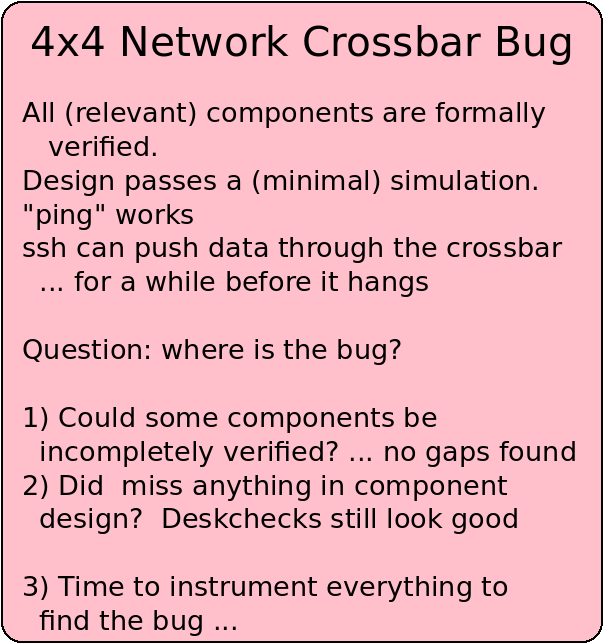 4x4 Network Crossbar Bug
All (relevant) components are formally
verified.
Design passes a (minimal) simulation.
"ping" works
ssh can push data through the crossbar
... for a while before it hangs
Question: where is the bug?
1) Could some components be
incompletely verified? ... no gaps found
2) Did  miss anything in component
design?  Deskchecks still look good
3) Time to instrument everything to
find the bug ...